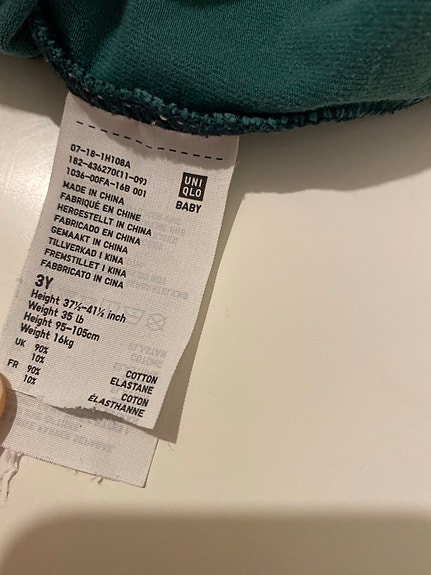 07-18-1H108A
182-436270(11-09)
1036-00FA-16B 001
UNI
QLO
BABY
MADE IN CHINA
FABRIQUÉ EN CHINE
HERGESTELLT IN CHINA
FABRICADO EN CHINA
GEMAAKT IN CHINA
TILLVERKAD I KINA
FREMSTILLET I KINA
FABBRICATO IN CINA
3Y
Height 37½-41½ inch
Weight 35 lb
Height 95-105cm
Weight 16kg
UK 90% COTTON
10% ELASTANE
FR 90% COTON
10% ÉLASTHANNE